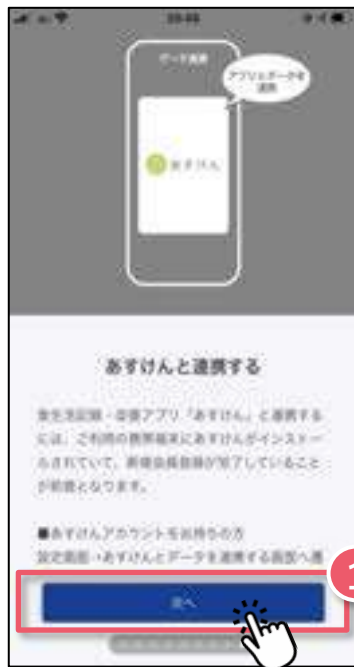 データ連携
アプリとデータを
連携
あすけん
あすけんと連携する
食生活記録・改善アプリ「あすけん」と連携する
には、ご利用の携帯端末にあすけんがインストー
ルされていて、新規会員登録が完了していること
が前提となります。
■あすけんアカウントをお持ちの方
設定画面→あすけんとデータを連携する画面へ進
次へ
1